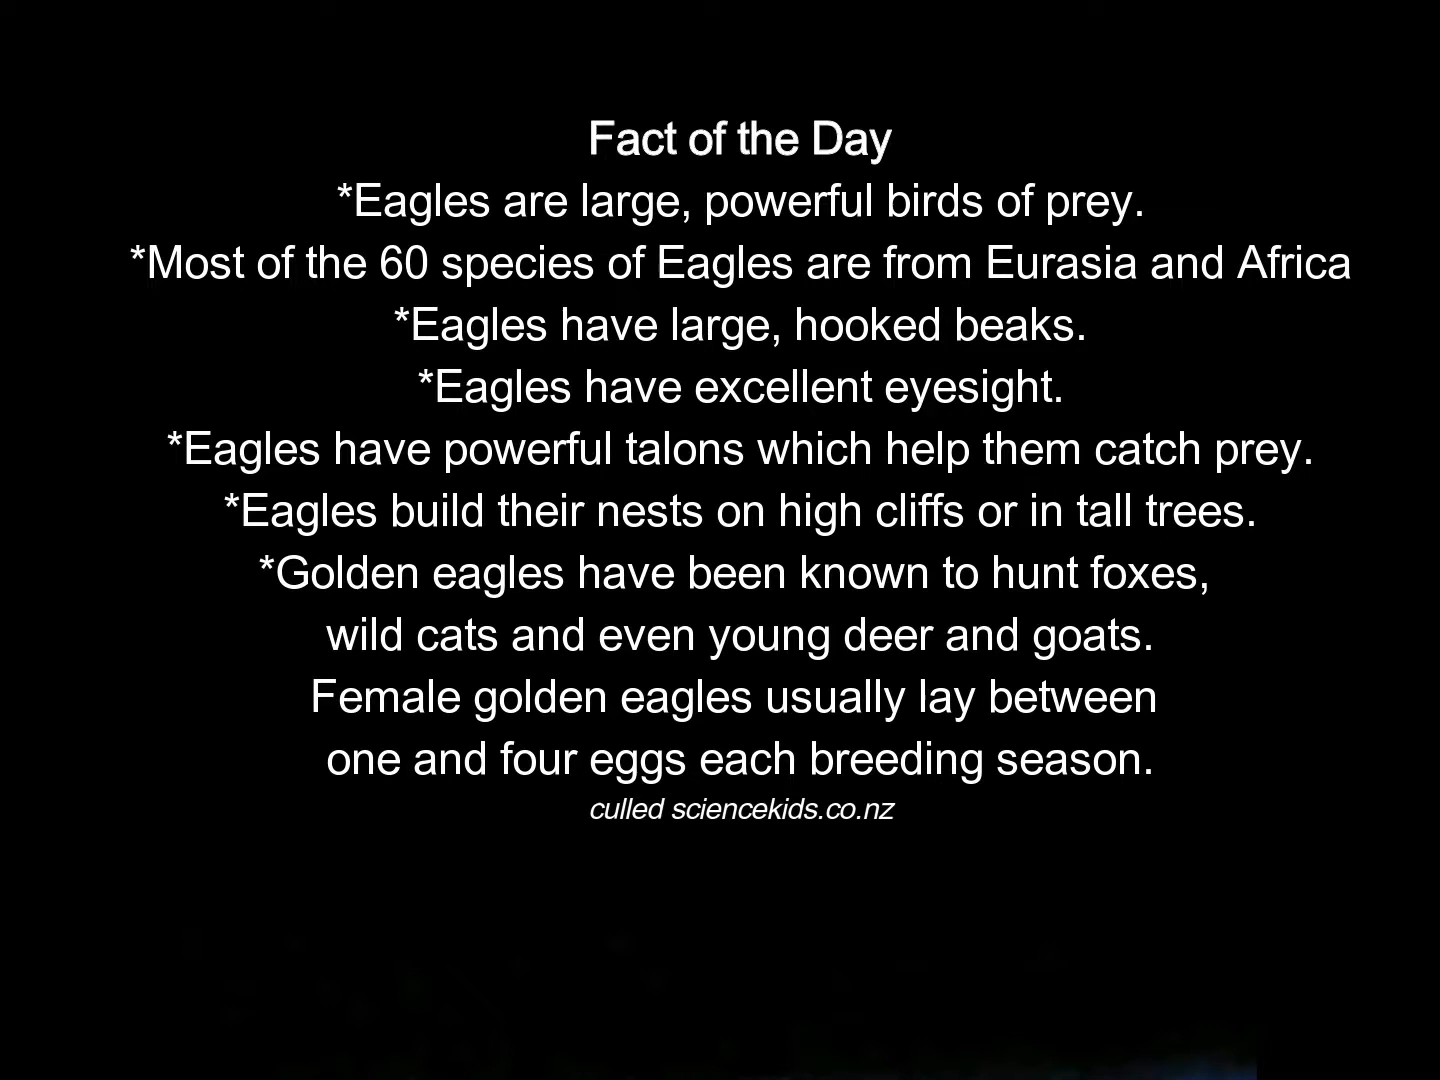 Fact of the Day
*Eagles are large, powerful birds of prey.
*Most of the 60 species of Eagles are from Eurasia and Africa
*Eagles have large, hooked beaks.
*Eagles have excellent eyesight.
*Eagles have powerful talons which help them catch prey.
*Eagles build their nests on high cliffs or in tall trees.
*Golden eagles have been known to hunt foxes,
wild cats and even young deer and goats.
Female golden eagles usually lay between
one and four eggs each breeding season.
culled sciencekids.co.nz